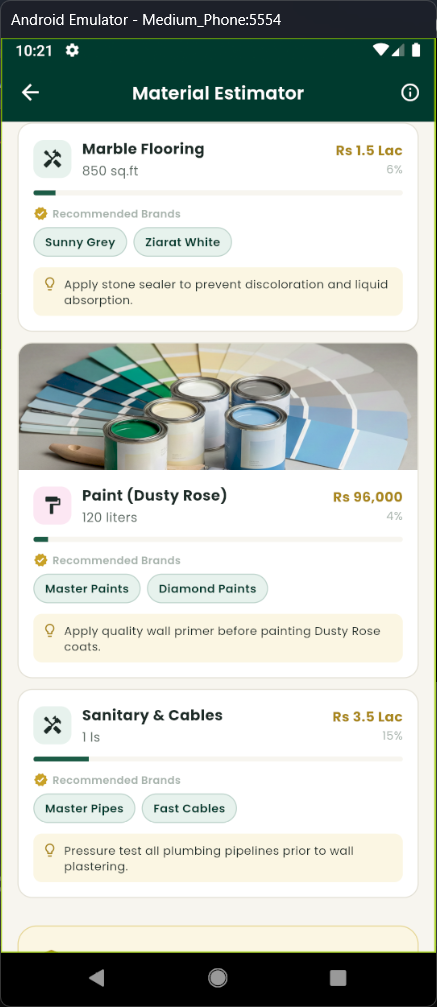 Android Emulator - Medium_Phone:5554
10:21
Material Estimator
Marble Flooring
Rs 1.5 Lac
850 sq.ft
6%
Recommended Brands
Sunny Grey
Ziarat White
Apply stone sealer to prevent discoloration and liquid
absorption.
Paint (Dusty Rose)
Rs 96,000
120 liters
4%
Recommended Brands
Master Paints
Diamond Paints
Apply quality wall primer before painting Dusty Rose
coats.
Sanitary & Cables
Rs 3.5 Lac
1 ls
15%
Recommended Brands
Master Pipes
Fast Cables
Pressure test all plumbing pipelines prior to wall
plastering.